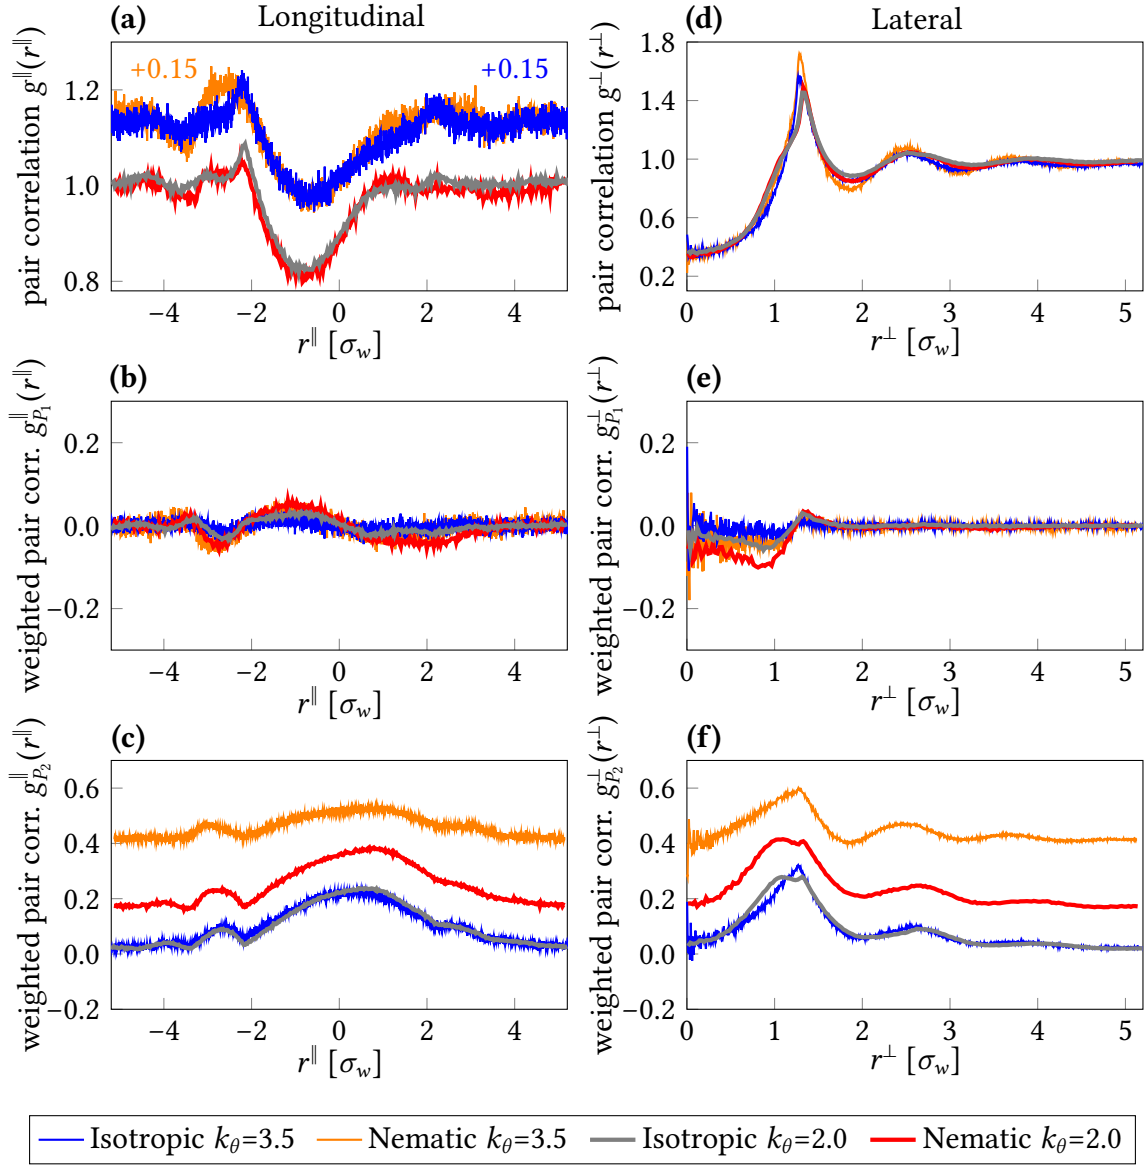 Longitudinal
(a)
+0.15
+0.15
pair correlation g∥(r∥)
1.2
1.0
0.8
−4 −2 0 2 4
r∥ [σw]
Lateral
(d)
pair correlation g⊥(r⊥)
1.8
1.4
1.0
0.6
0.2
0 1 2 3 4 5
r⊥ [σw]
(b)
weighted pair corr. g∥P1(r∥)
0.2
0.0
−0.2
−4 −2 0 2 4
r∥ [σw]
(e)
weighted pair corr. g⊥P1(r⊥)
0.2
0.0
−0.2
0 1 2 3 4 5
r⊥ [σw]
(c)
weighted pair corr. g∥P2(r∥)
0.6
0.4
0.2
0.0
−0.2
−4 −2 0 2 4
r∥ [σw]
(f)
weighted pair corr. g⊥P2(r⊥)
0.6
0.4
0.2
0.0
−0.2
0 1 2 3 4 5
r⊥ [σw]
Isotropic kθ=3.5 Nematic kθ=3.5 Isotropic kθ=2.0 Nematic kθ=2.0